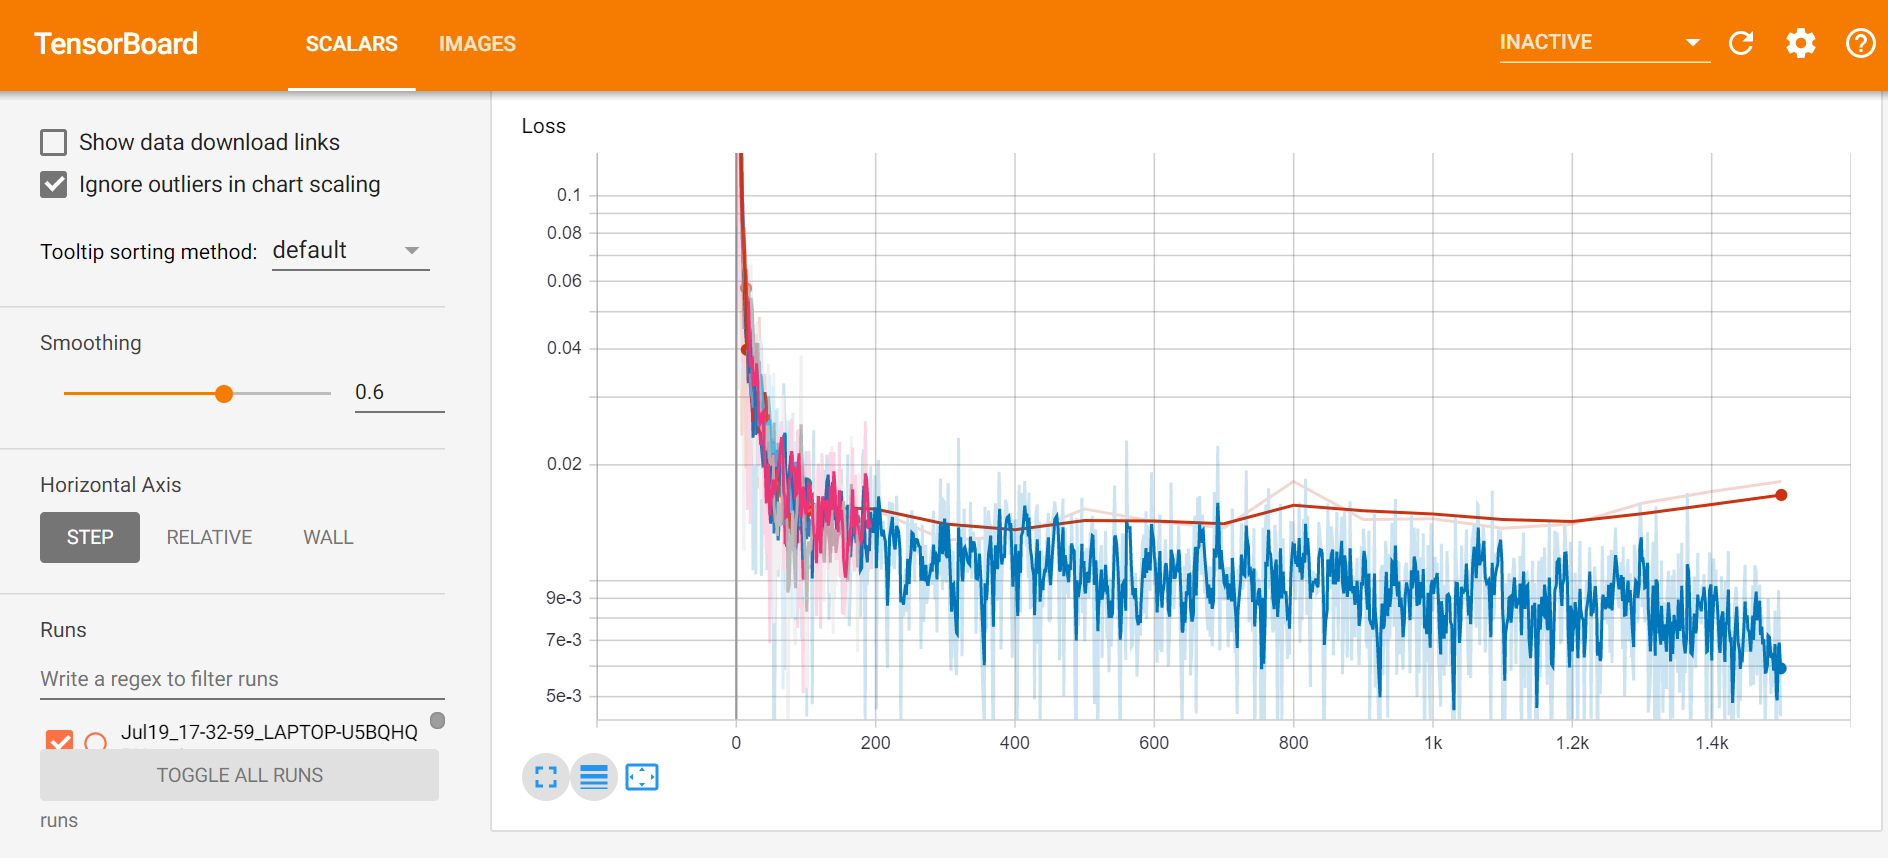 TensorBoard
SCALARS
IMAGES
INACTIVE
Show data download links
Ignore outliers in chart scaling
Tooltip sorting method: default
Smoothing
0.6
Horizontal Axis
STEP RELATIVE WALL
Runs
Write a regex to filter runs
Jul19_17-32-59_LAPTOP-U5BQHQ
TOGGLE ALL RUNS
runs
Loss
0.1
0.08
0.06
0.04
0.02
9e-3
7e-3
5e-3
0 200 400 600 800 1k 1.2k 1.4k